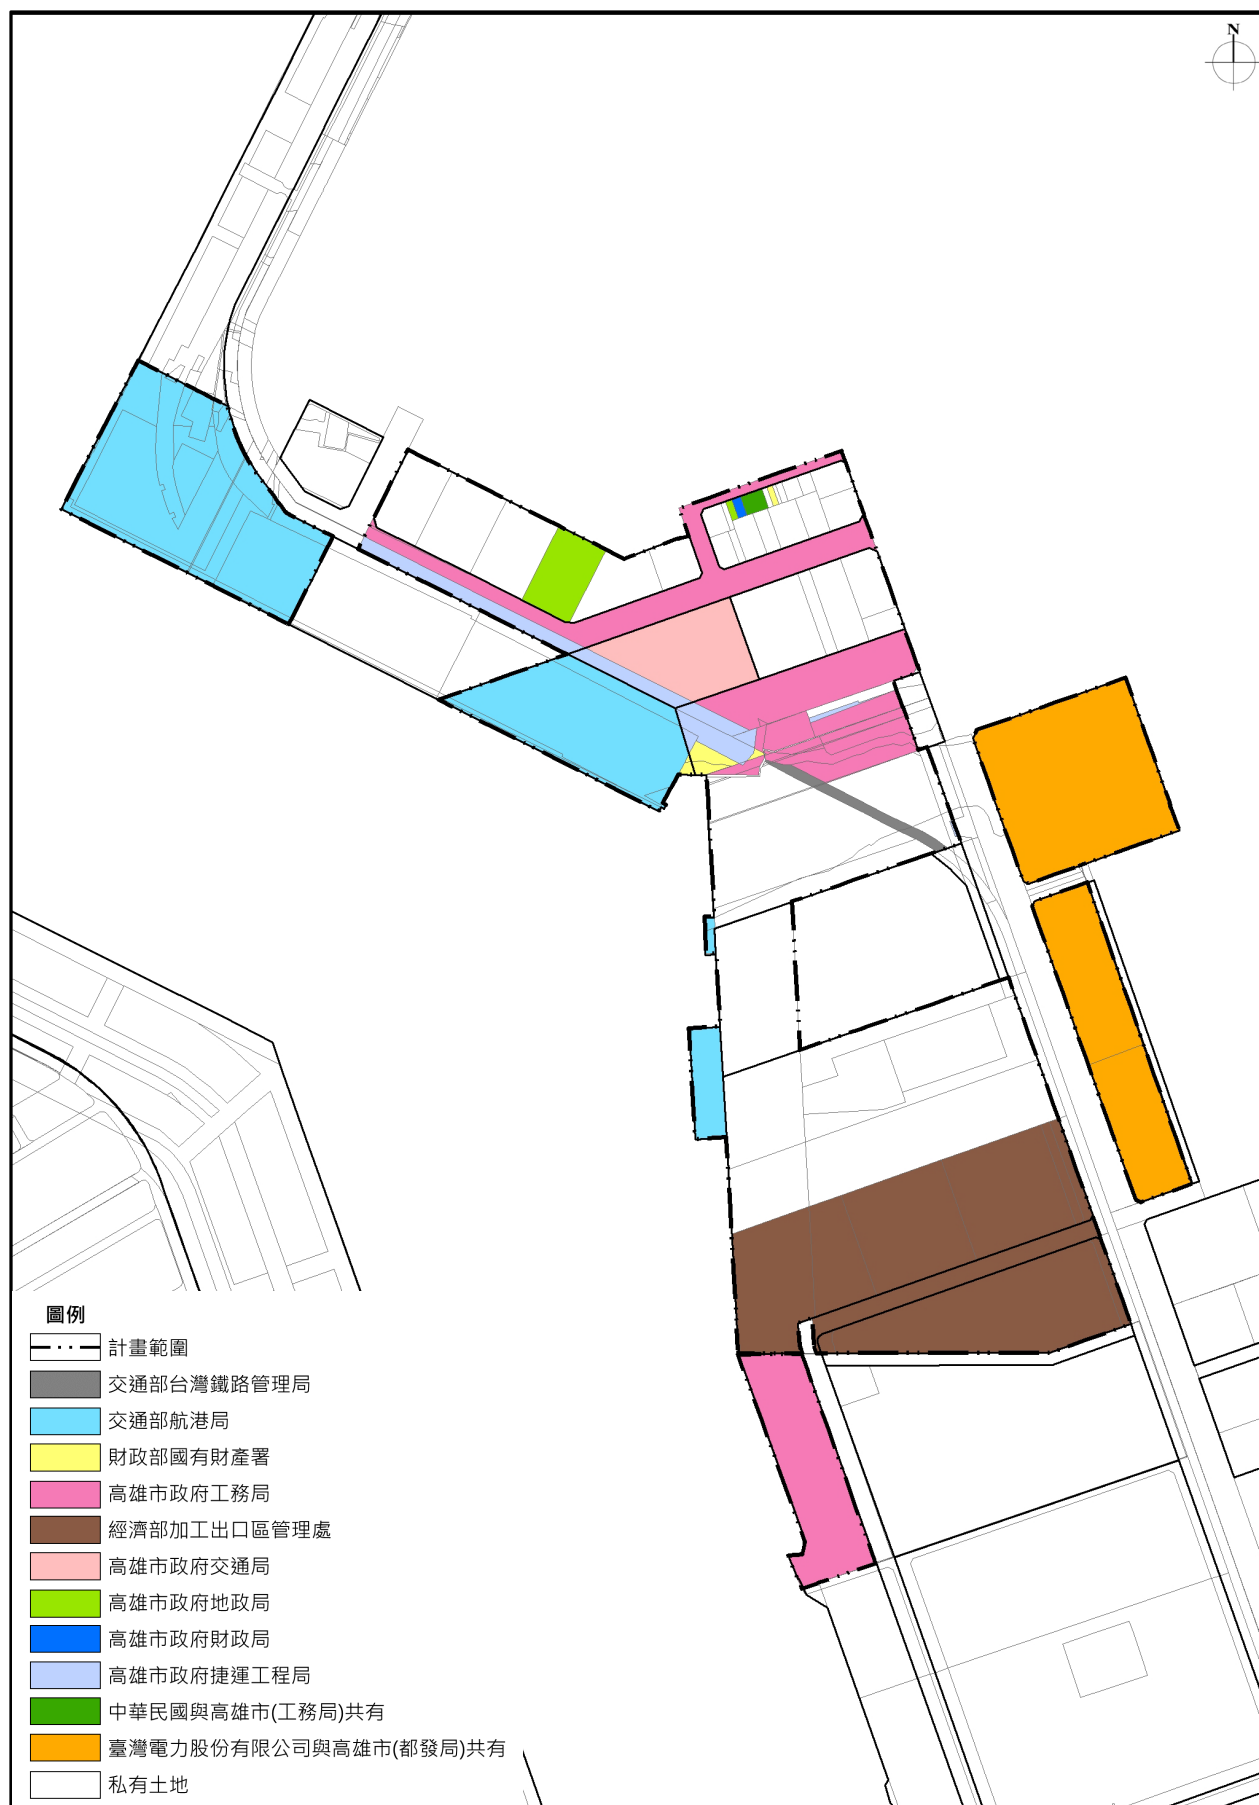 N
圖例
計畫範圍
交通部台灣鐵路管理局
交通部航港局
財政部國有財產署
高雄市政府工務局
經濟部加工出口區管理處
高雄市政府交通局
高雄市政府地政局
高雄市政府財政局
高雄市政府捷運工程局
中華民國與高雄市(工務局)共有
臺灣電力股份有限公司與高雄市(都發局)共有
私有土地